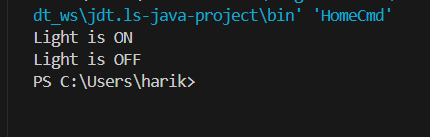 dt_ws\jdt.ls-java-project\bin' 'HomeCmd'
Light is ON
Light is OFF
PS C:\Users\harik>